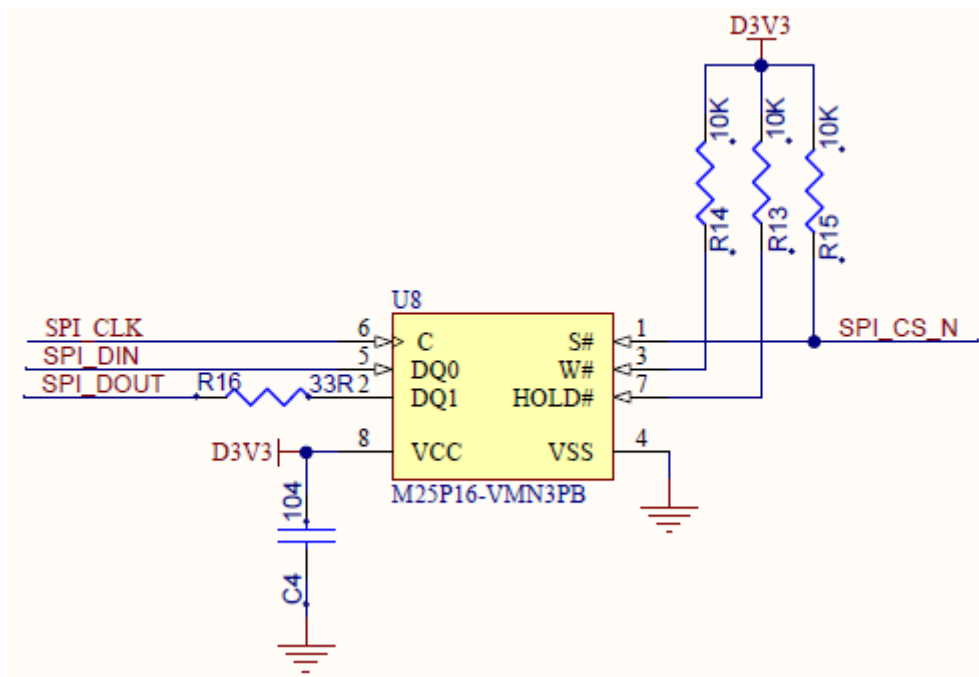 D3V3
10K
10K
10K
R14
R13
R15
U8
SPI_CLK 6 C S# 1 SPI_CS_N
SPI_DIN 5 DQ0 W# 3
SPI_DOUT R16 33R 2 DQ1 HOLD# 7
D3V3 8 VCC VSS 4
M25P16-VMN3PB
104
C4